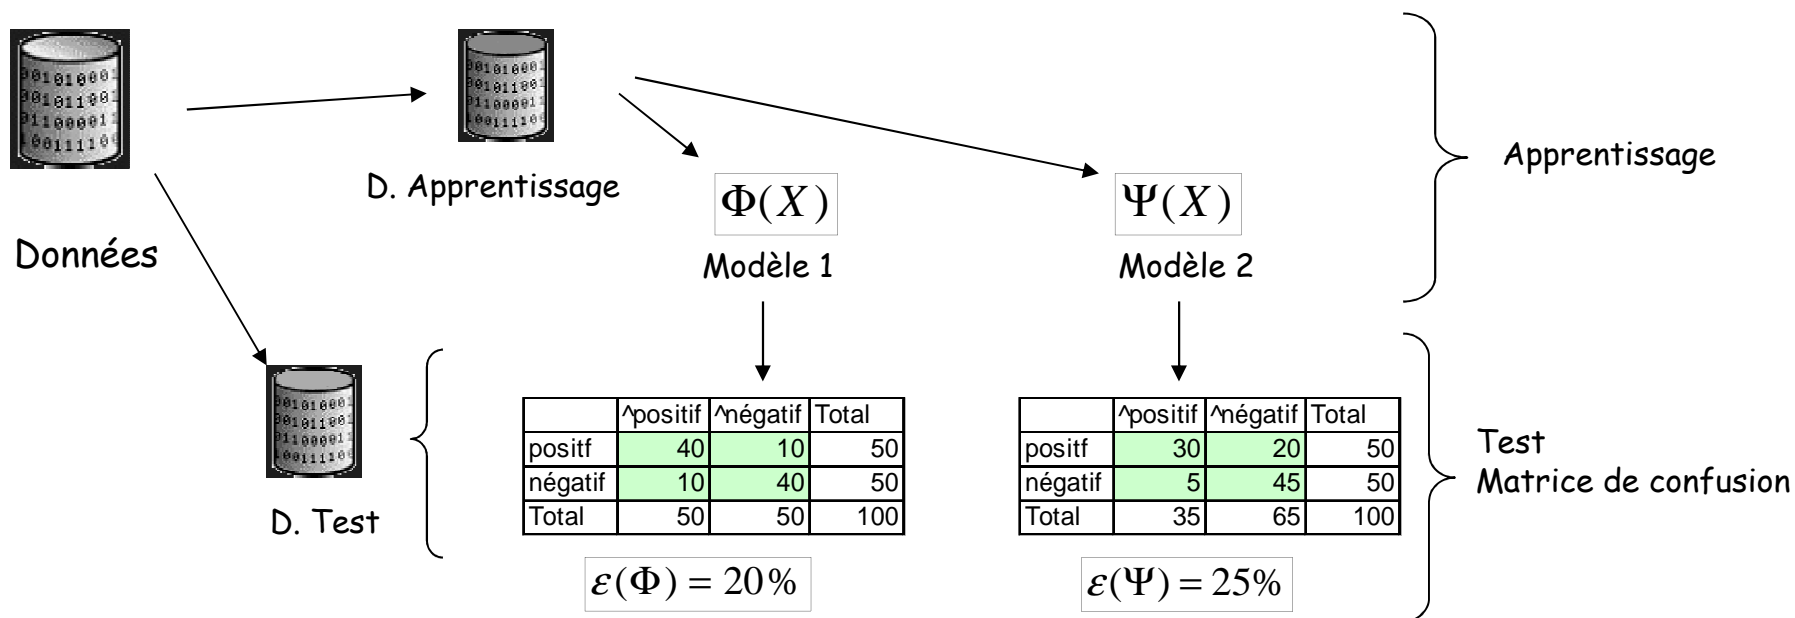 Données
D. Apprentissage
Φ(X)
Modèle 1
Ψ(X)
Modèle 2
Apprentissage
D. Test
^positif ^négatif Total
positf 40 10 50
négatif 10 40 50
Total 50 50 100
ε(Φ) = 20%
^positif ^négatif Total
positf 30 20 50
négatif 5 45 50
Total 35 65 100
ε(Ψ) = 25%
Test
Matrice de confusion